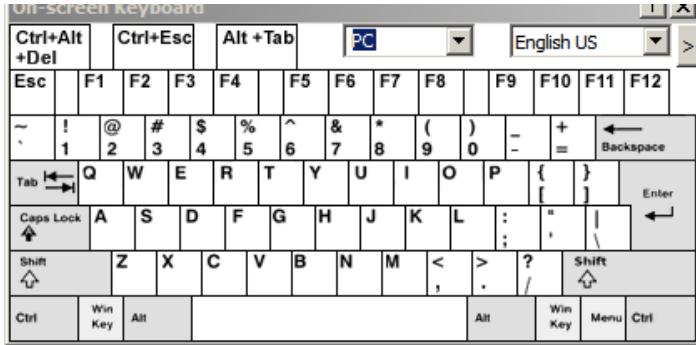 On-screen Keyboard
Ctrl+Alt +Del Ctrl+Esc Alt +Tab PC English US >
Esc F1 F2 F3 F4 F5 F6 F7 F8 F9 F10 F11 F12
~ ! @ # $ % ^ & * ( ) _ +
` 1 2 3 4 5 6 7 8 9 0 - = Backspace
Tab Q W E R T Y U I O P { }
[ ] Enter
Caps Lock A S D F G H J K L : " |
; ' \
Shift Z X C V B N M < > ? Shift
, . /
Ctrl Win Key Alt Alt Win Key Menu Ctrl